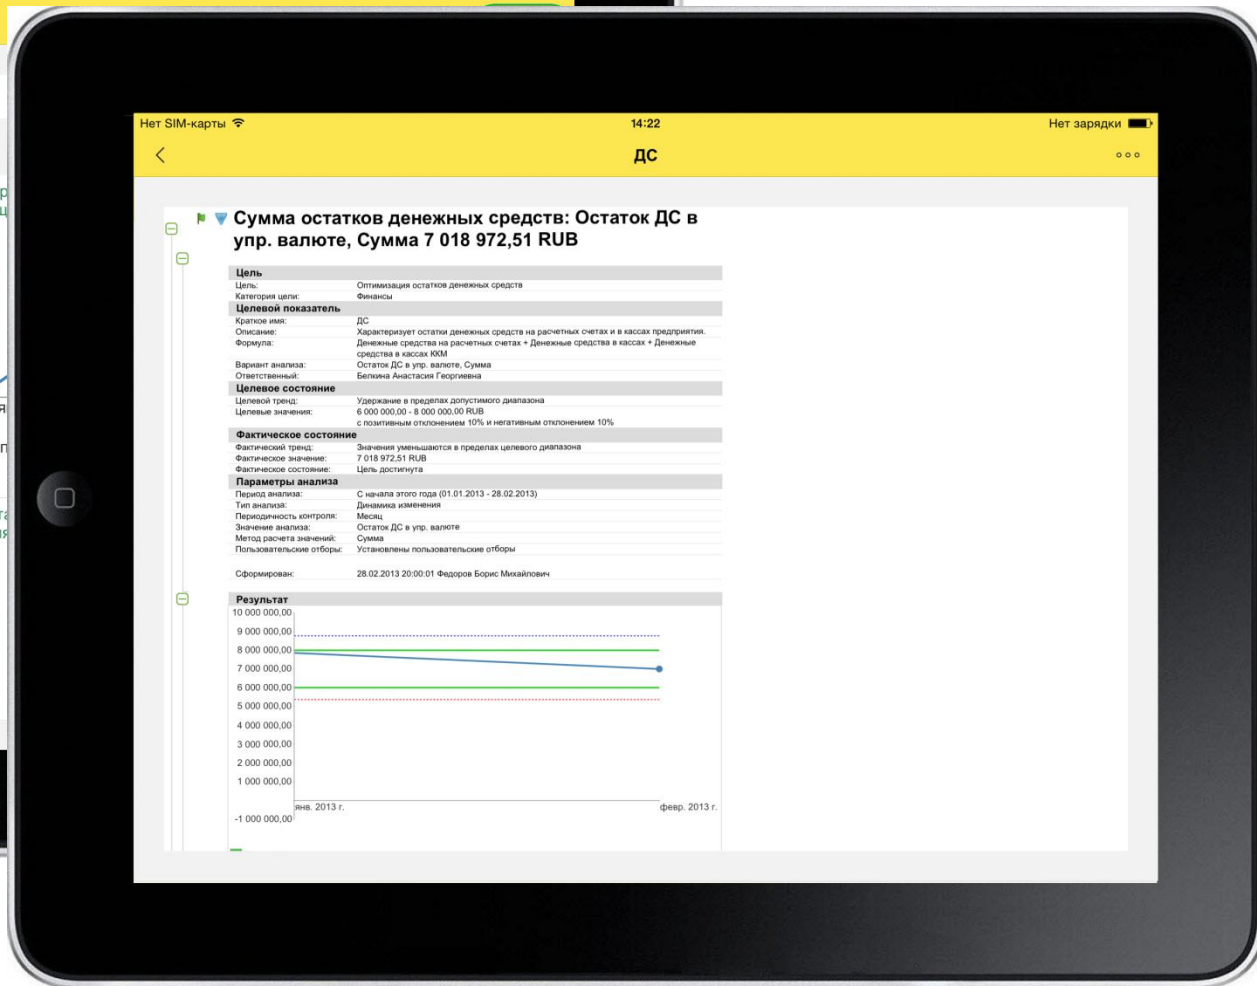 Нет SIM-карты 14:22 Нет зарядки
ДС
Сумма остатков денежных средств: Остаток ДС в
упр. валюте, Сумма 7 018 972,51 RUB
Цель
Цель: Оптимизация остатков денежных средств
Категория цели: Финансы
Целевой показатель
Краткое имя: ДС
Описание: Характеризует остатки денежных средств на расчетных счетах и в кассах предприятия.
Формула: Денежные средства на расчетных счетах + Денежные средства в кассах + Денежные
средства в кассах ККМ
Вариант анализа: Остаток ДС в упр. валюте, Сумма
Ответственный: Белкина Анастасия Георгиевна
Целевое состояние
Целевой тренд: Удержание в пределах допустимого диапазона
Целевые значения: 6 000 000,00 - 8 000 000,00 RUB
с позитивным отклонением 10% и негативным отклонением 10%
Фактическое состояние
Фактический тренд: Значения уменьшаются в пределах целевого диапазона
Фактическое значение: 7 018 972,51 RUB
Фактическое состояние: Цель достигнута
Параметры анализа
Период анализа: С начала этого года (01.01.2013 - 28.02.2013)
Тип анализа: Динамика изменения
Периодичность контроля: Месяц
Значение анализа: Остаток ДС в упр. валюте
Метод расчета значений: Сумма
Пользовательские отборы: Установлены пользовательские отборы
Сформирован: 28.02.2013 20:00:01 Федоров Борис Михайлович
Результат
10 000 000,00
9 000 000,00
8 000 000,00
7 000 000,00
6 000 000,00
5 000 000,00
4 000 000,00
3 000 000,00
2 000 000,00
1 000 000,00
янв. 2013 г. февр. 2013 г.
-1 000 000,00